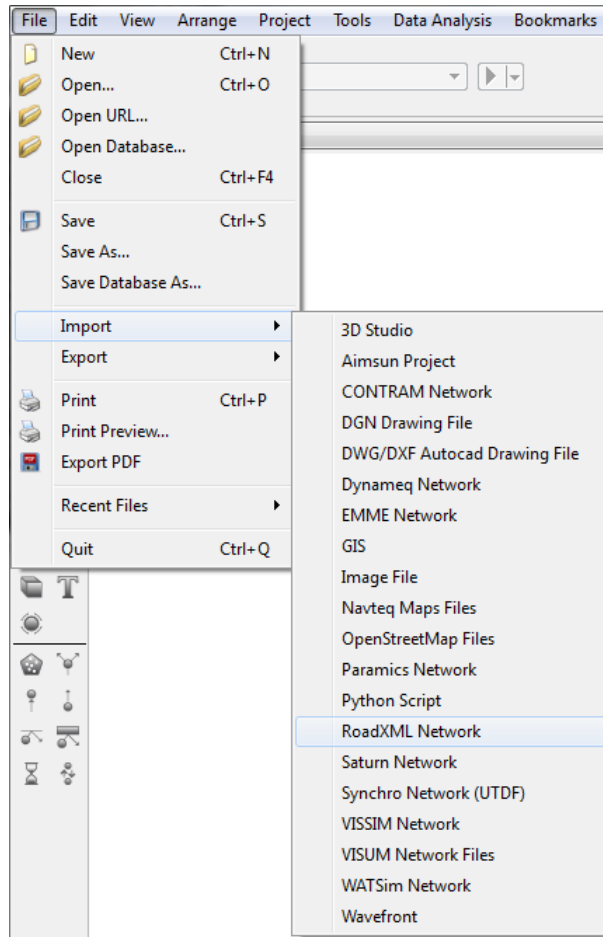 File Edit View Arrange Project Tools Data Analysis Bookmarks
New Ctrl+N
Open... Ctrl+O
Open URL...
Open Database...
Close Ctrl+F4
Save Ctrl+S
Save As...
Save Database As...
Import
Export
Print Ctrl+P
Print Preview...
Export PDF
Recent Files
Quit Ctrl+Q
3D Studio
Aimsun Project
CONTRAM Network
DGN Drawing File
DWG/DXF Autocad Drawing File
Dynameq Network
EMME Network
GIS
Image File
Navteq Maps Files
OpenStreetMap Files
Paramics Network
Python Script
RoadXML Network
Saturn Network
Synchro Network (UTDF)
VISSIM Network
VISUM Network Files
WATSim Network
Wavefront